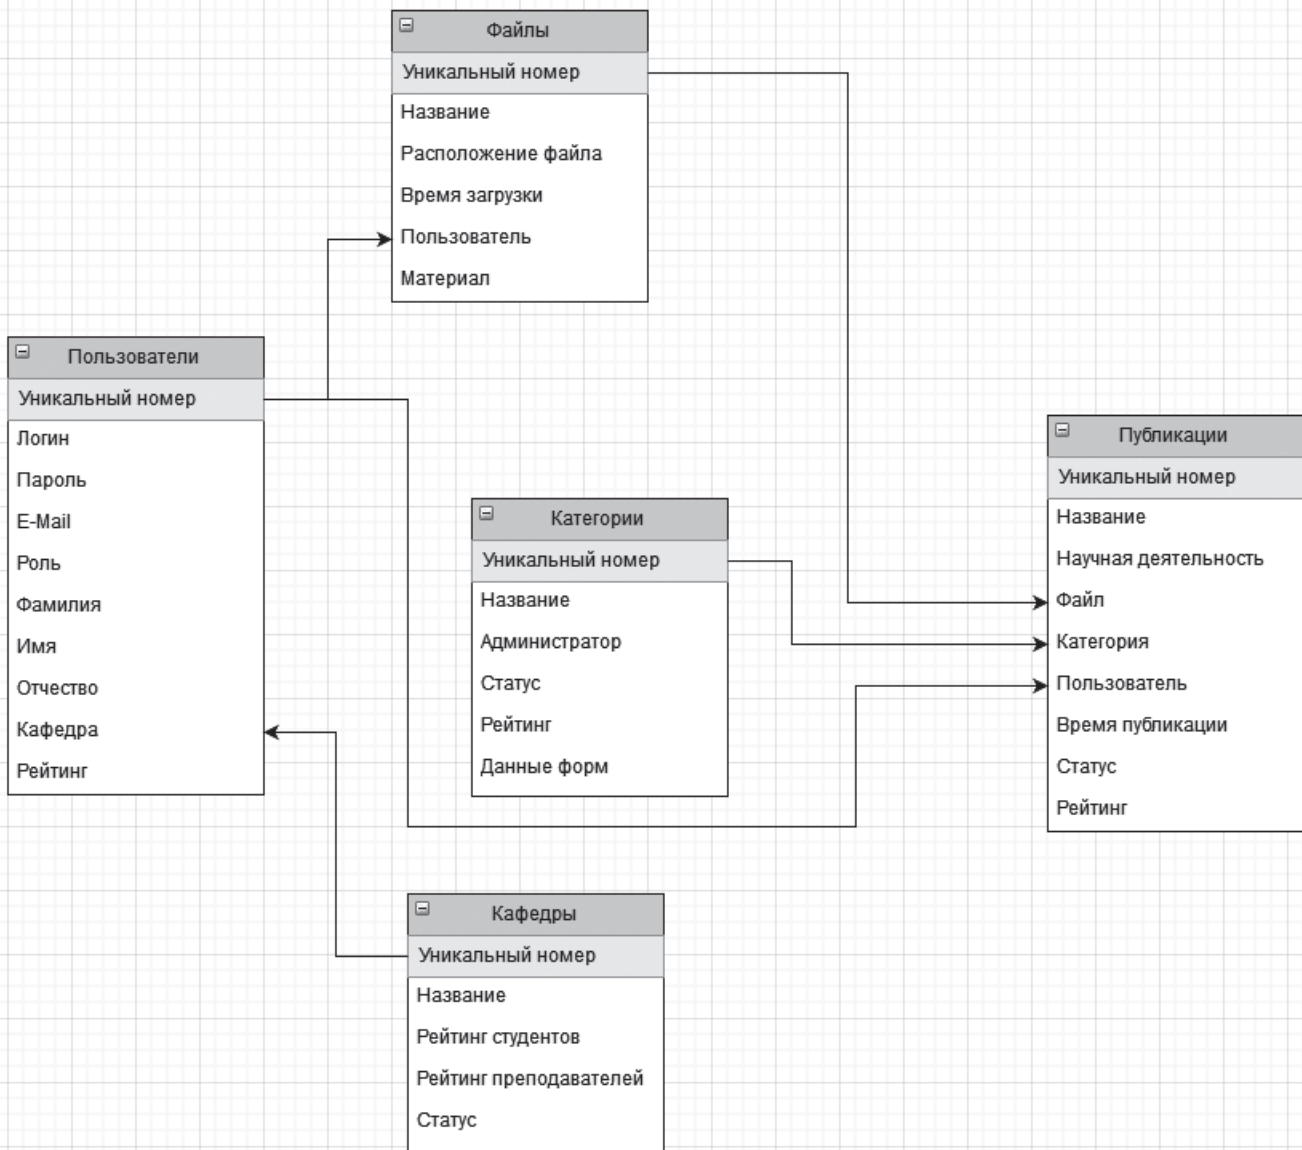 Файлы
Уникальный номер
Название
Расположение файла
Время загрузки
Пользователь
Материал
Пользователи
Уникальный номер
Логин
Пароль
E-Mail
Роль
Фамилия
Имя
Отчество
Кафедра
Рейтинг
Категории
Уникальный номер
Название
Администратор
Статус
Рейтинг
Данные форм
Публикации
Уникальный номер
Название
Научная деятельность
Файл
Категория
Пользователь
Время публикации
Статус
Рейтинг
Кафедры
Уникальный номер
Название
Рейтинг студентов
Рейтинг преподавателей
Статус